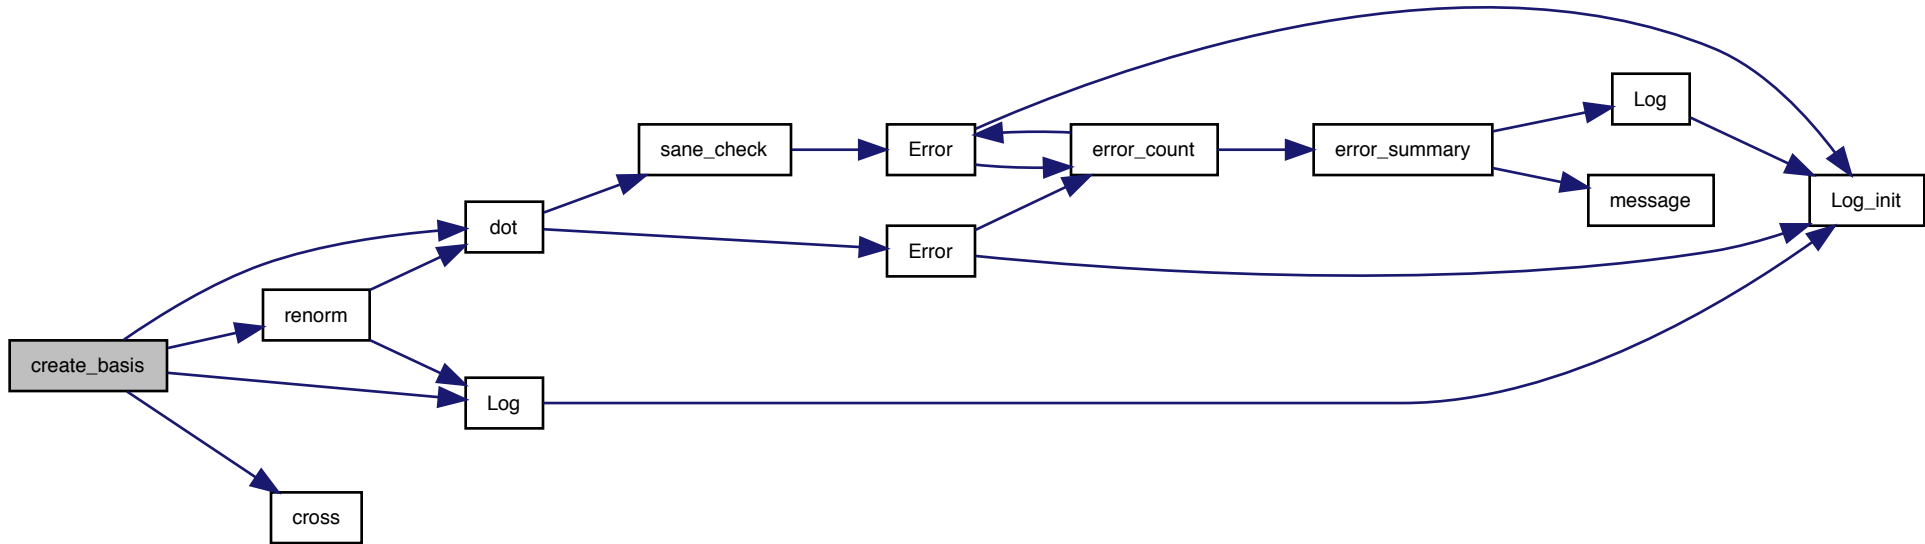 create_basis
renorm
cross
dot
Log
sane_check
Error
Error
error_count
error_summary
Log
message
Log_init